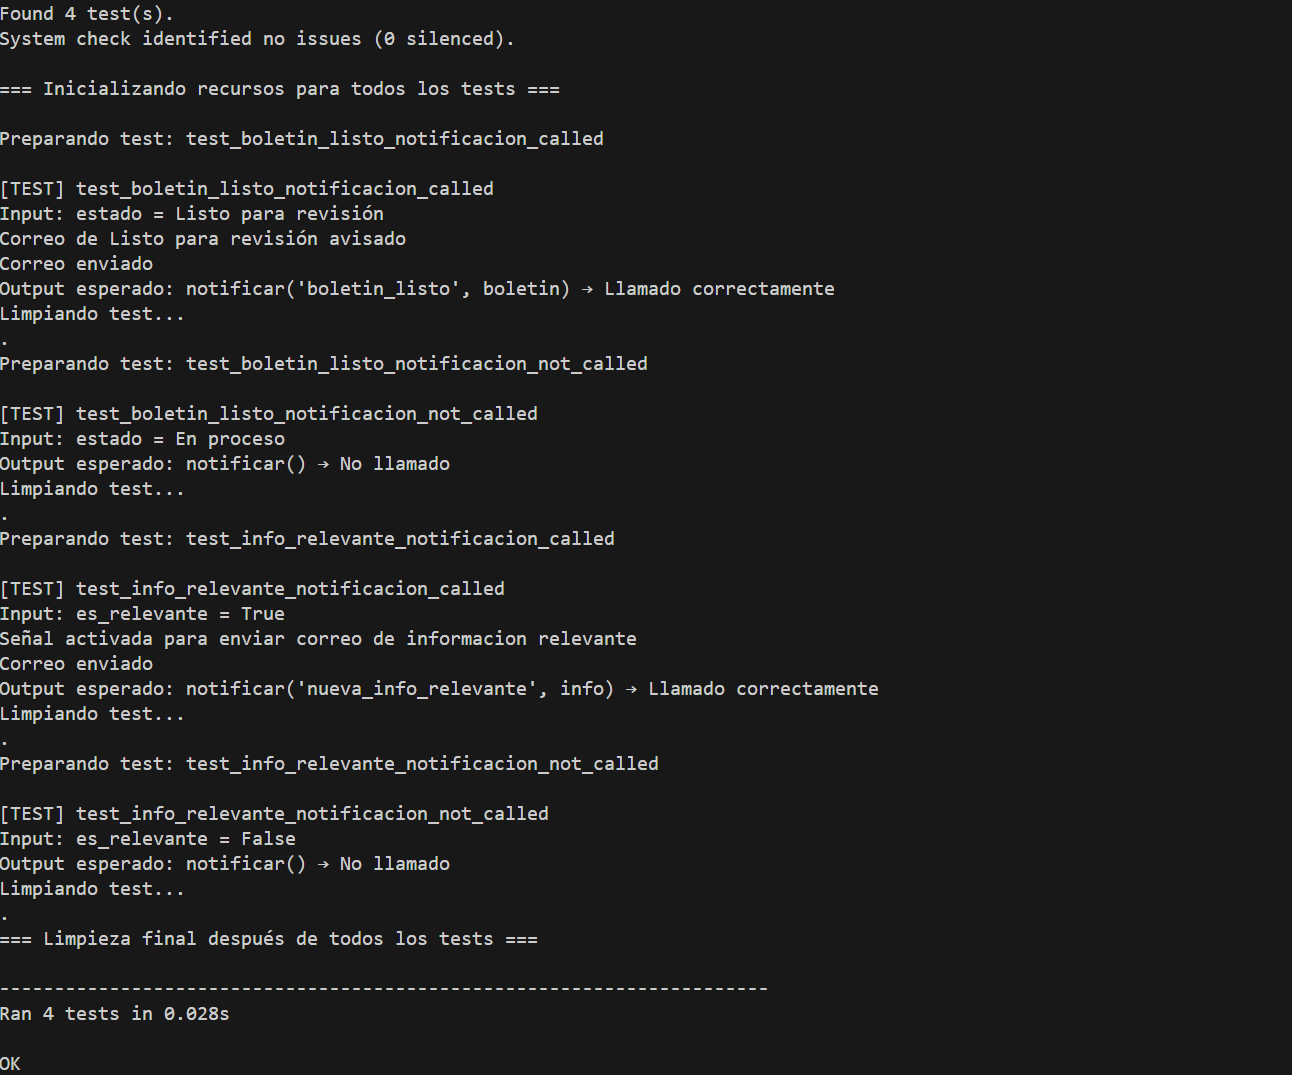 Found 4 test(s).
System check identified no issues (0 silenced).
=== Inicializando recursos para todos los tests ===
Preparando test: test_boletin_listo_notificacion_called
[TEST] test_boletin_listo_notificacion_called
Input: estado = Listo para revisión
Correo de Listo para revisión avisado
Correo enviado
Output esperado: notificar('boletin_listo', boletin) → Llamado correctamente
Limpiando test...
.
Preparando test: test_boletin_listo_notificacion_not_called
[TEST] test_boletin_listo_notificacion_not_called
Input: estado = En proceso
Output esperado: notificar() → No llamado
Limpiando test...
.
Preparando test: test_info_relevante_notificacion_called
[TEST] test_info_relevante_notificacion_called
Input: es_relevante = True
Señal activada para enviar correo de informacion relevante
Correo enviado
Output esperado: notificar('nueva_info_relevante', info) → Llamado correctamente
Limpiando test...
.
Preparando test: test_info_relevante_notificacion_not_called
[TEST] test_info_relevante_notificacion_not_called
Input: es_relevante = False
Output esperado: notificar() → No llamado
Limpiando test...
.
=== Limpieza final después de todos los tests ===
----------------------------------------------------------------------
Ran 4 tests in 0.028s
OK